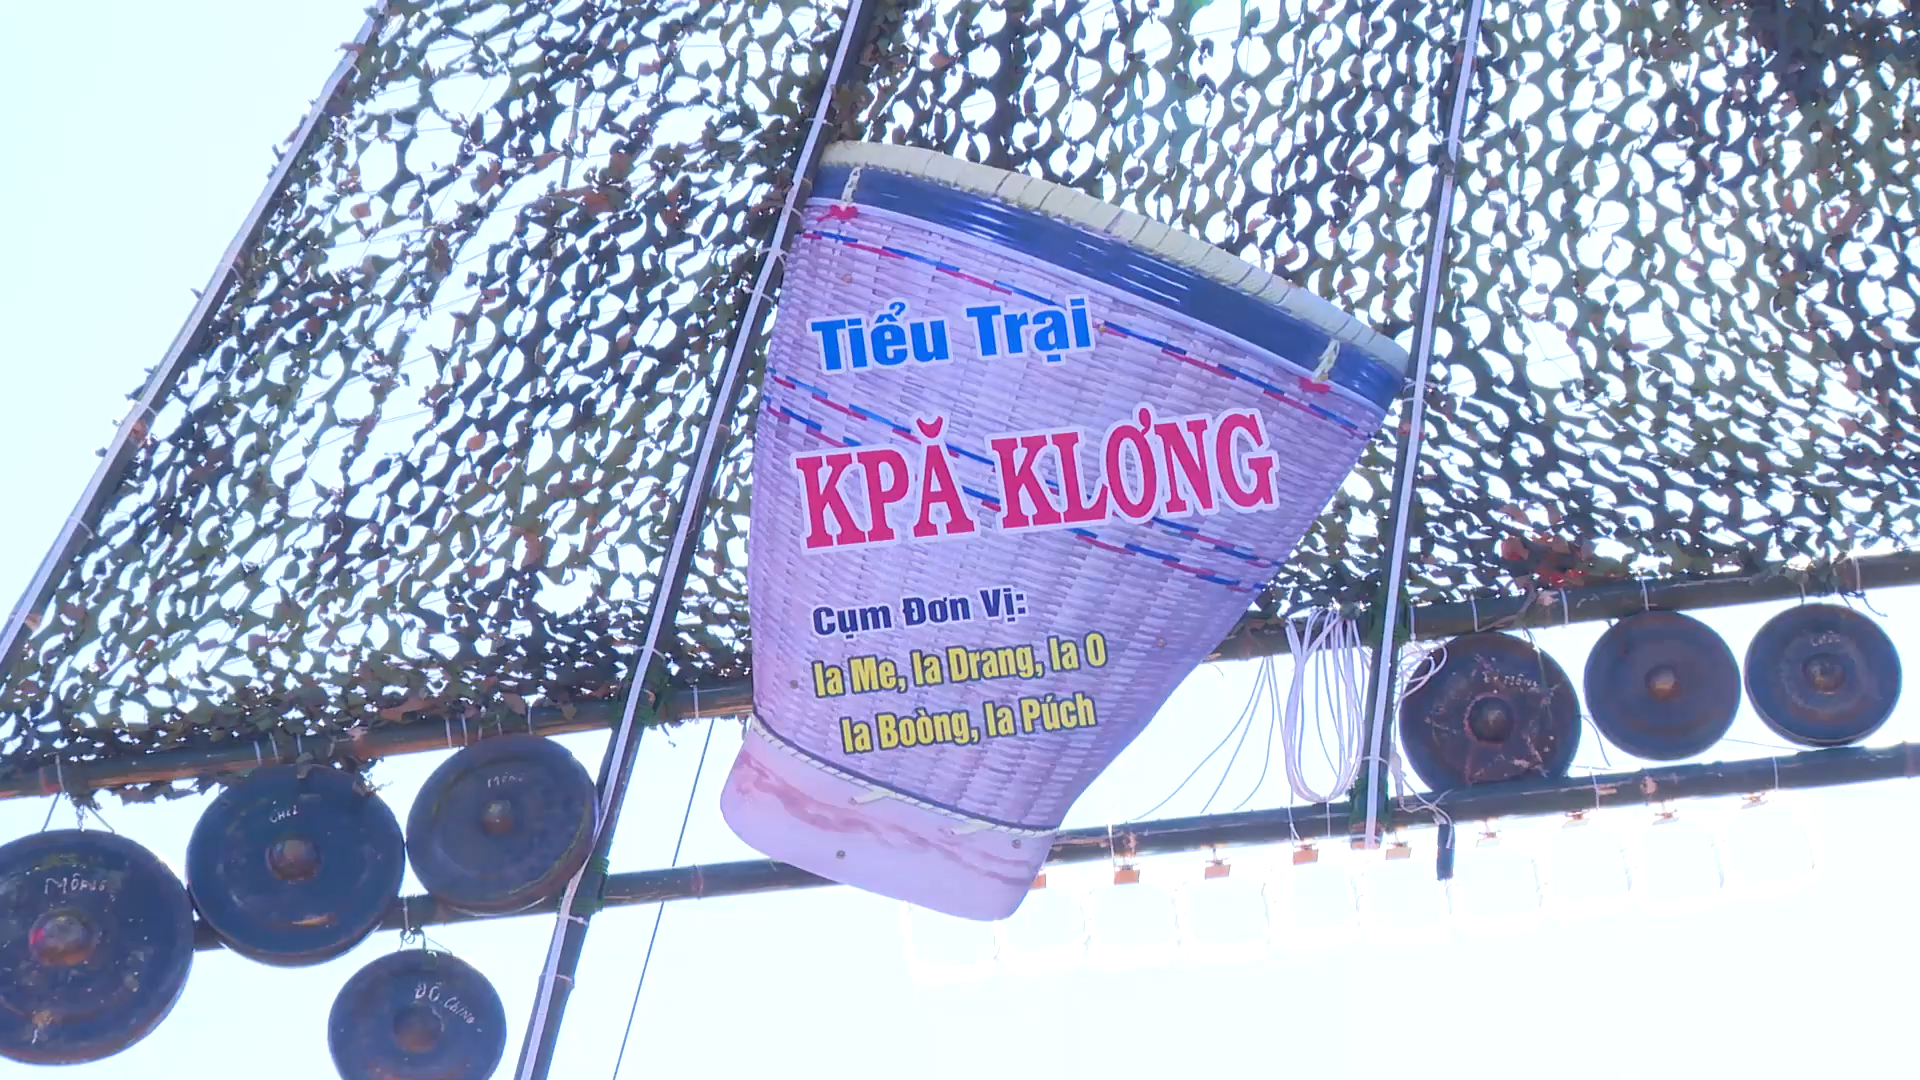 Tiểu Trại
KPĂ KLƠNG
Cụm Đơn Vị:
Ia Me, Ia Drang, Ia O
Ia Boòng, Ia Púch